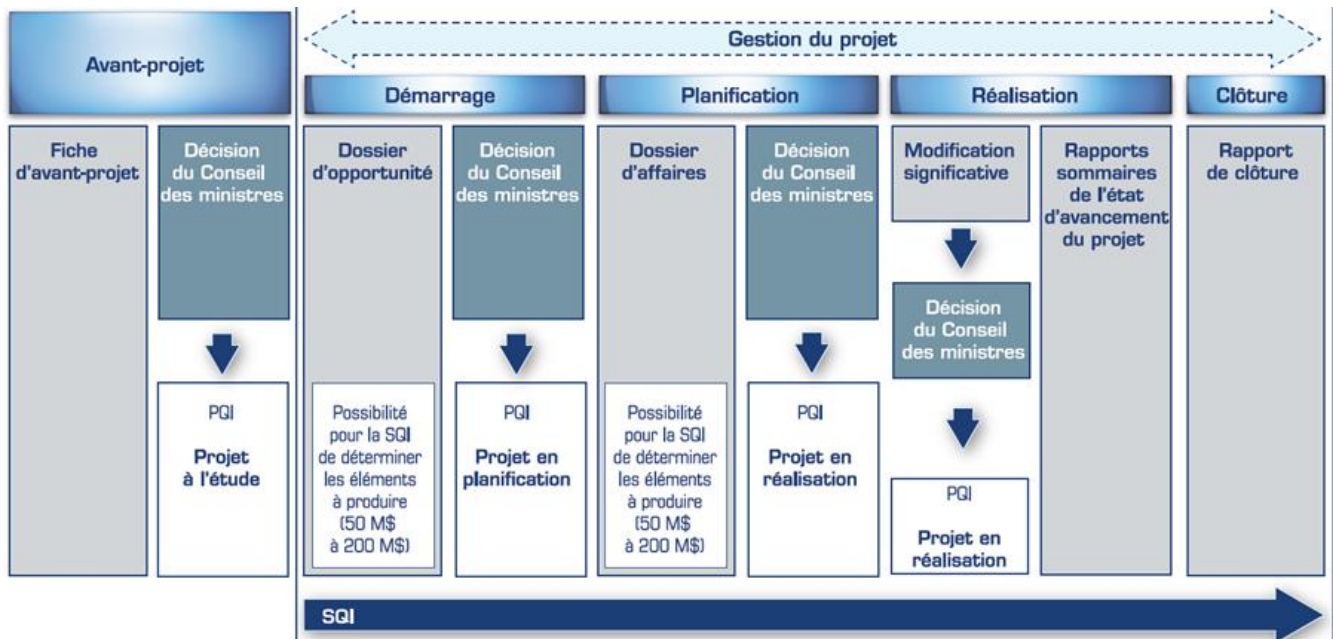 Avant-projet
Gestion du projet
Démarrage
Planification
Réalisation
Clôture
Fiche
d'avant-projet
Décision
du Conseil
des ministres
PQI
Projet
à l'étude
Dossier
d'opportunité
Possibilité
pour la SQI
de déterminer
les éléments
à produire
(50 M$
à 200 M$)
Décision
du Conseil
des ministres
PQI
Projet en
planification
Dossier
d'affaires
Possibilité
pour la SQI
de déterminer
les éléments
à produire
(50 M$
à 200 M$)
Décision
du Conseil
des ministres
PQI
Projet en
réalisation
Modification
significative
Décision
du Conseil
des ministres
PQI
Projet en
réalisation
Rapports
sommaires
de l'état
d'avancement
du projet
Rapport
de clôture
SQI